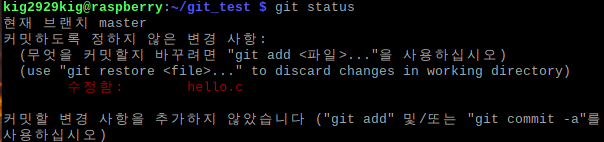 kig2929kig@raspberry:~/git_test $ git status
현재 브랜치 master
커밋하도록 정하지 않은 변경 사항:
  (무엇을 커밋할지 바꾸려면 "git add <파일>..."을 사용하십시오)
  (use "git restore <file>..." to discard changes in working directory)
        수정함:        hello.c

커밋할 변경 사항을 추가하지 않았습니다 ("git add" 및/또는 "git commit -a"를
사용하십시오)